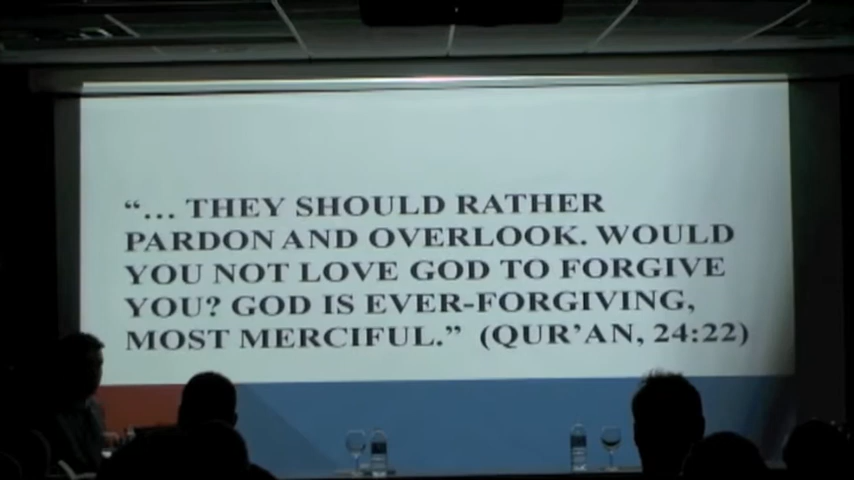 “... THEY SHOULD RATHER
PARDON AND OVERLOOK. WOULD
YOU NOT LOVE GOD TO FORGIVE
YOU? GOD IS EVER-FORGIVING,
MOST MERCIFUL.” (QUR’AN, 24:22)